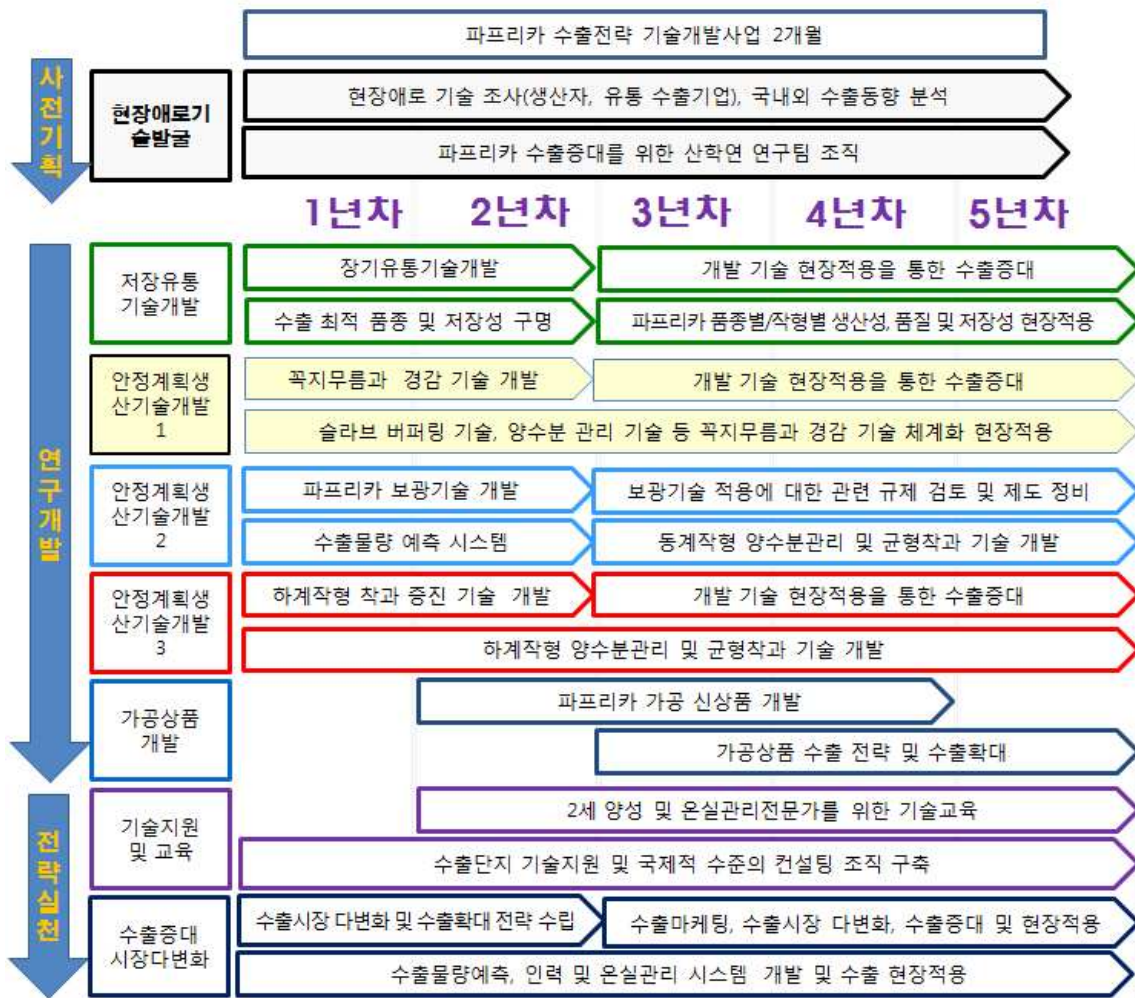 파프리카 수출전략 기술개발사업 2개월
사전기획
현장애로기
술발굴
현장애로 기술 조사(생산자, 유통 수출기업), 국내외 수출동향 분석
파프리카 수출증대를 위한 산학연 연구팀 조직
1년차 2년차 3년차 4년차 5년차
연구개발
저장유통
기술개발
장기유통기술개발
개발 기술 현장적용을 통한 수출증대
수출 최적 품종 및 저장성 구명
파프리카 품종별/작형별 생산성, 품질 및 저장성 현장적용
안정계획생
산기술개발
1
꼭지무름과 경감 기술 개발
개발 기술 현장적용을 통한 수출증대
슬라브 버퍼링 기술, 양수분 관리 기술 등 꼭지무름과 경감 기술 체계화 현장적용
안정계획생
산기술개발
2
파프리카 보광기술 개발
보광기술 적용에 대한 관련 규제 검토 및 제도 정비
수출물량 예측 시스템
동계작형 양수분관리 및 균형착과 기술 개발
안정계획생
산기술개발
3
하계작형 착과 증진 기술 개발
개발 기술 현장적용을 통한 수출증대
하계작형 양수분관리 및 균형착과 기술 개발
가공상품
개발
파프리카 가공 신상품 개발
가공상품 수출 전략 및 수출확대
전략실천
기술지원
및 교육
2세 양성 및 온실관리전문가를 위한 기술교육
수출단지 기술지원 및 국제적 수준의 컨설팅 조직 구축
수출증대
시장다변화
수출시장 다변화 및 수출확대 전략 수립
수출마케팅, 수출시장 다변화, 수출증대 및 현장적용
수출물량예측, 인력 및 온실관리 시스템 개발 및 수출 현장적용